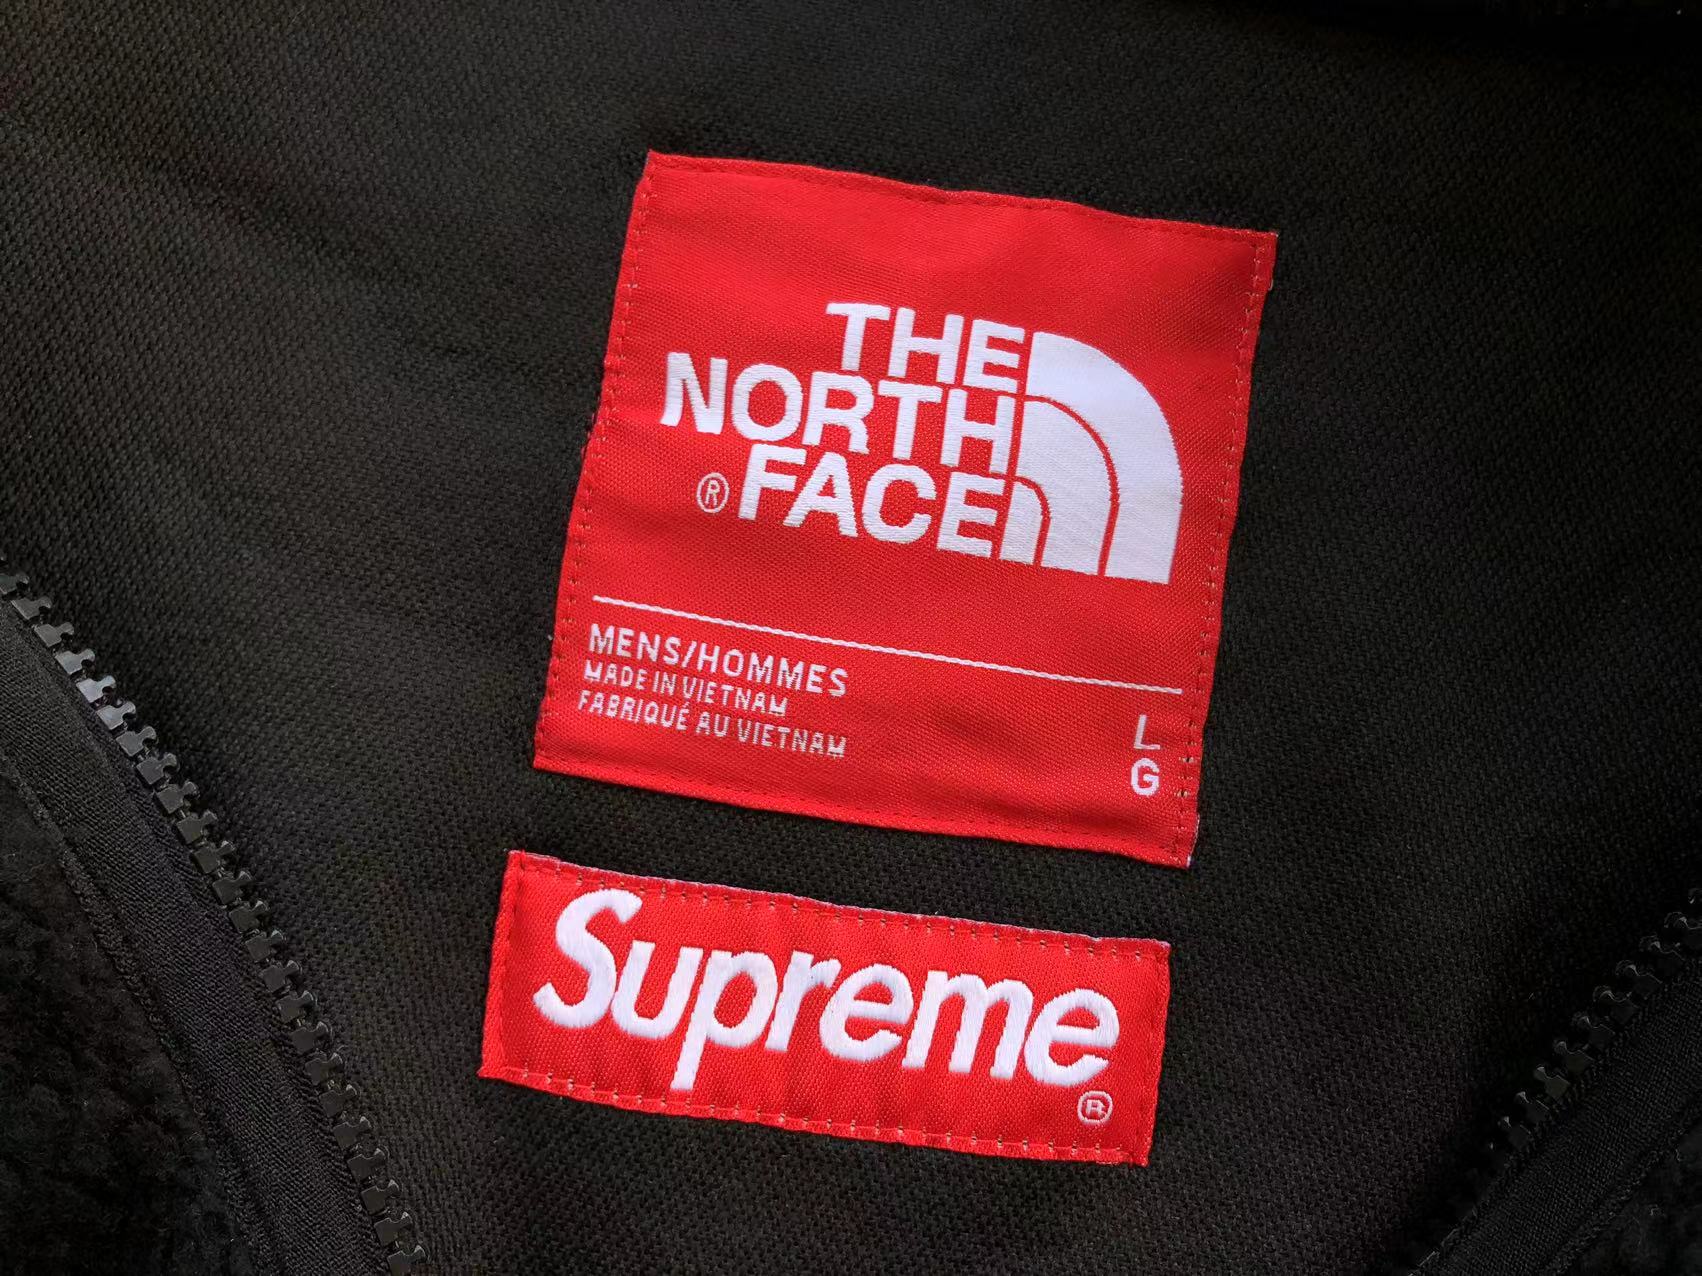 THE
NORTH
® FACE
MENS/HOMMES
MADE IN VIETNAM
FABRIQUÉ AU VIETNAM
L
G
Supreme
®